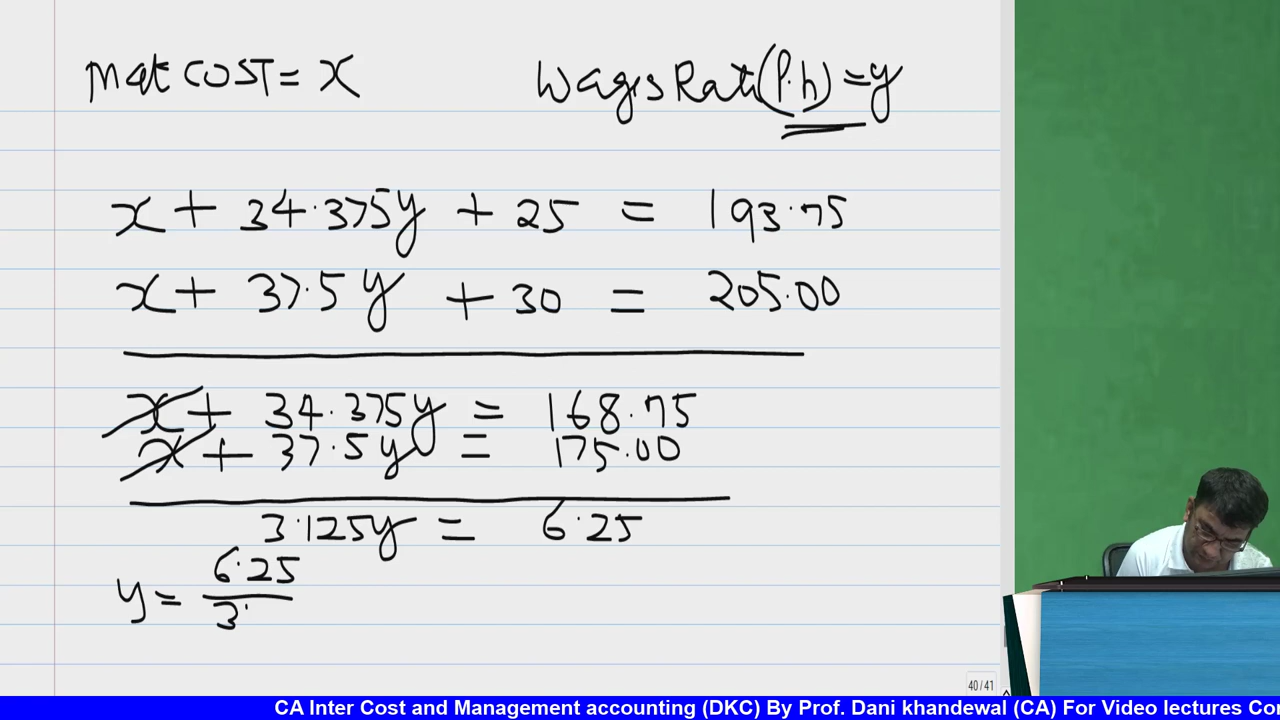 Mat COST = x Wages Rate (P.h) = y
x + 34.375y + 25 = 193.75
x + 37.5y + 30 = 205.00
x + 34.375y = 168.75
x + 37.5y = 175.00
3.125y = 6.25
y = 6.25 / 3.
40/41
CA Inter Cost and Management accounting (DKC) By Prof. Dani khandewal (CA) For Video lectures Co